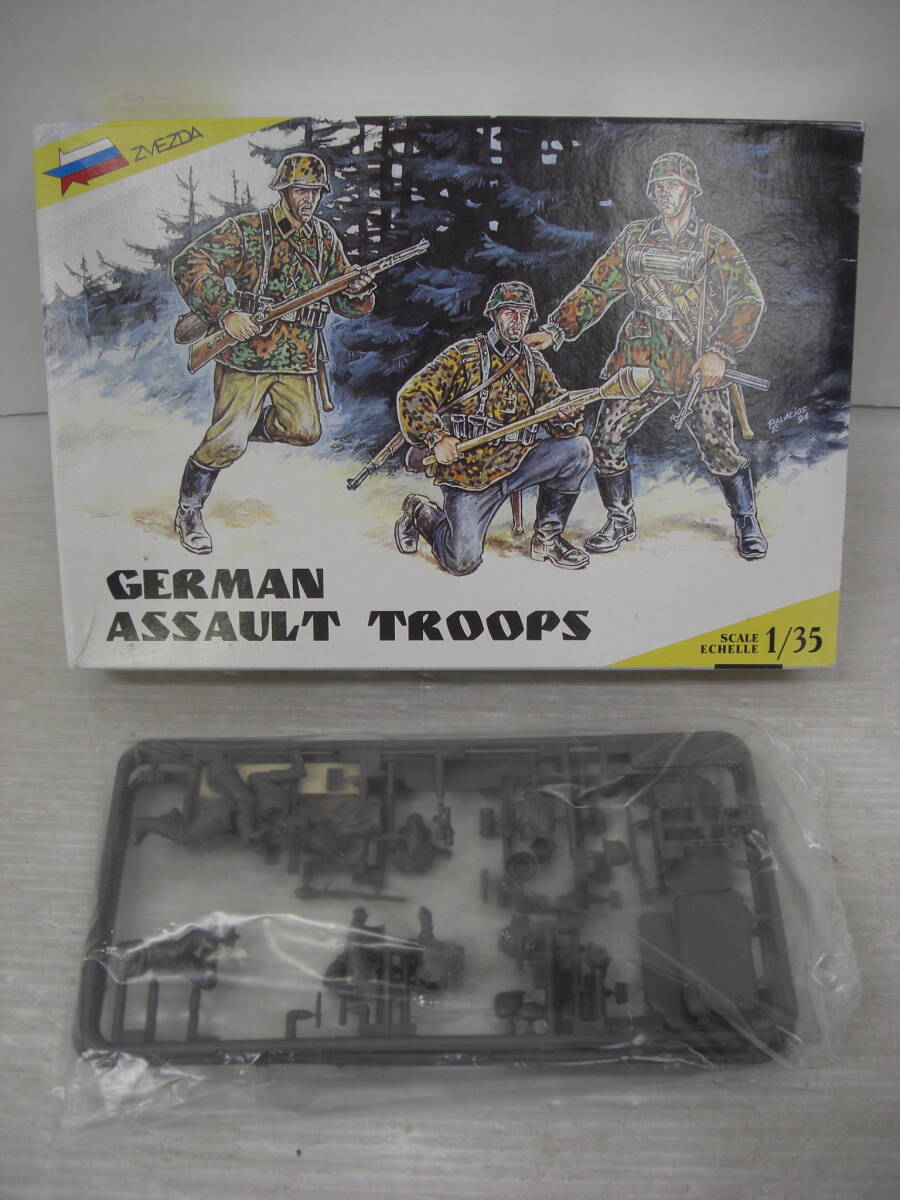 ZVEZDA
PALACIOS
R. 94
GERMAN
ASSAULT TROOPS
SCALE
ECHELLE 1/35